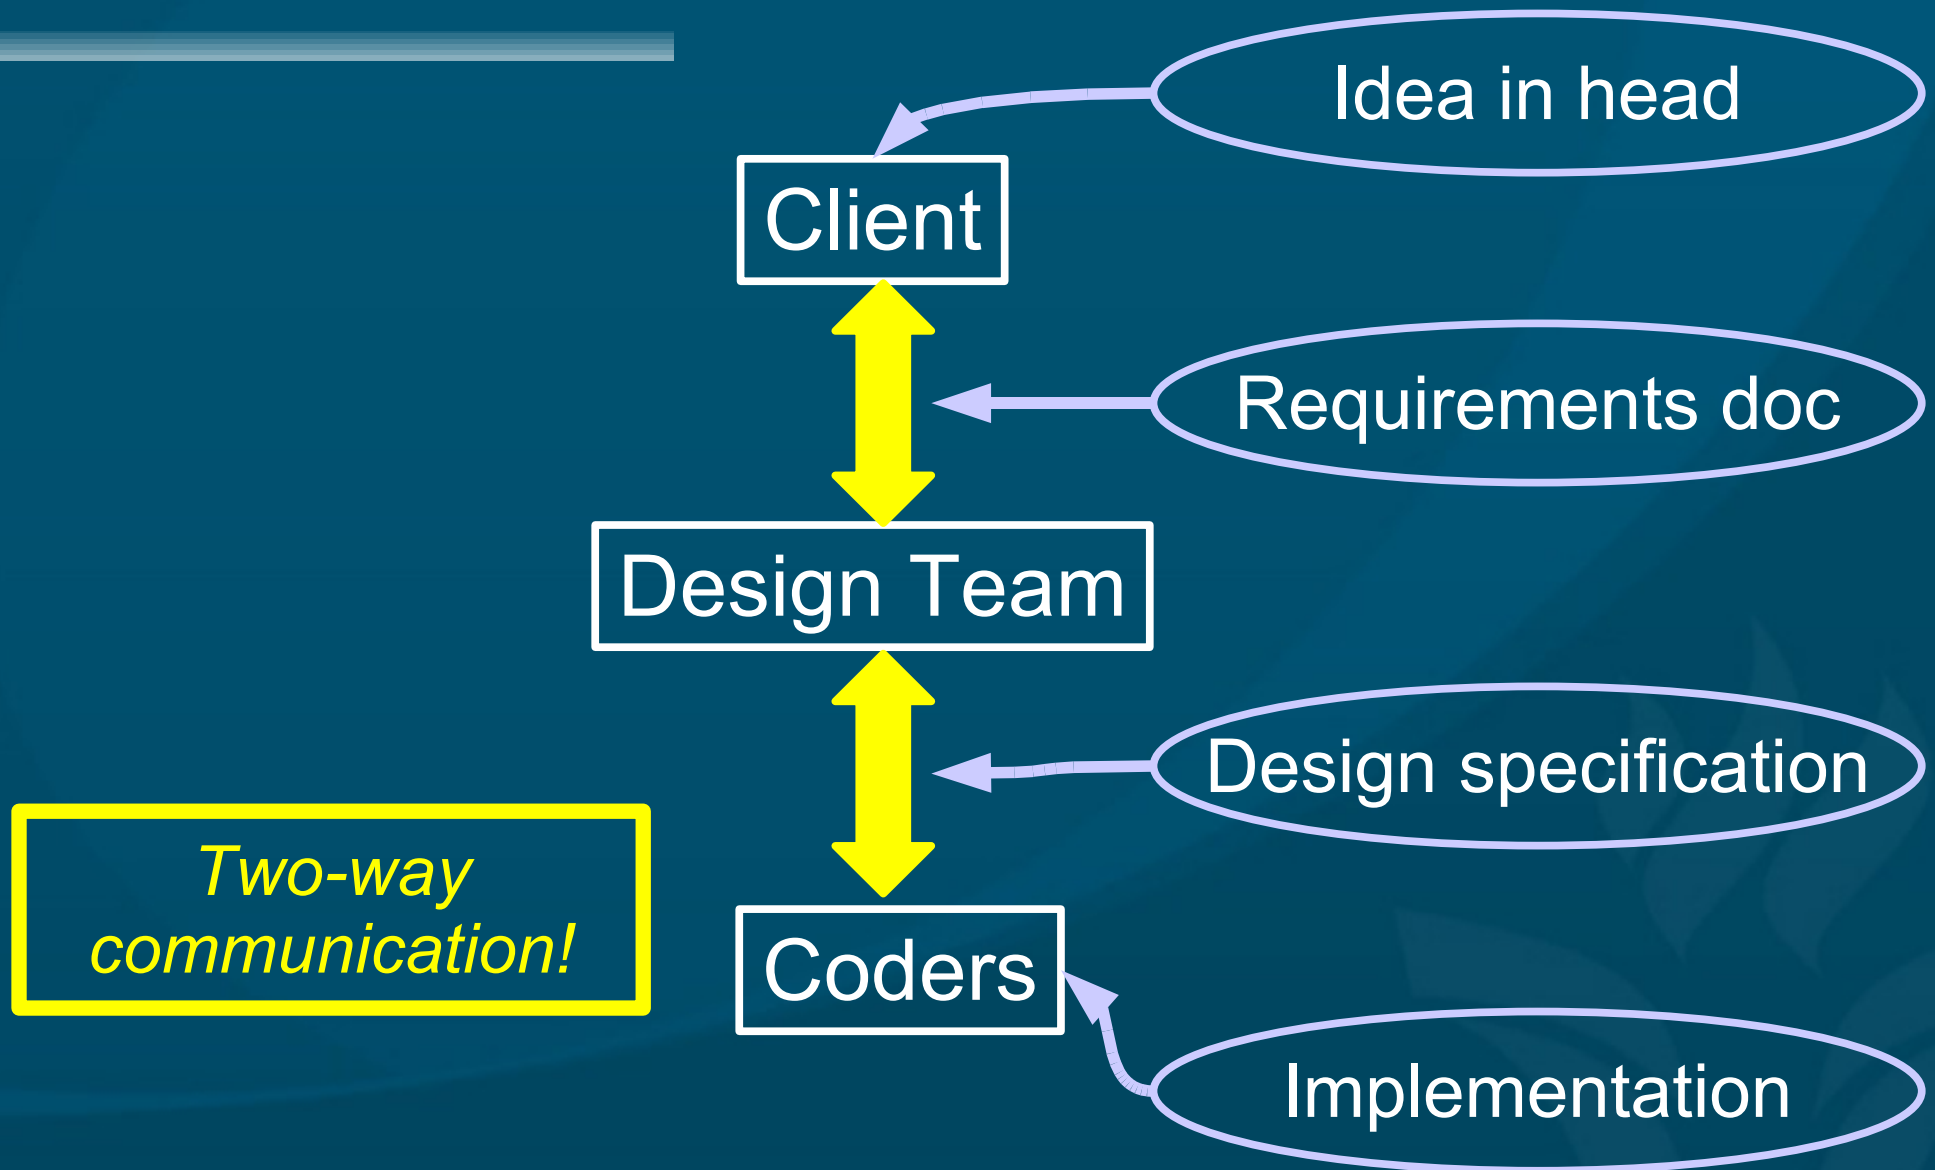 Idea in head
Client
Requirements doc
Design Team
Design specification
Two-way
communication!
Coders
Implementation